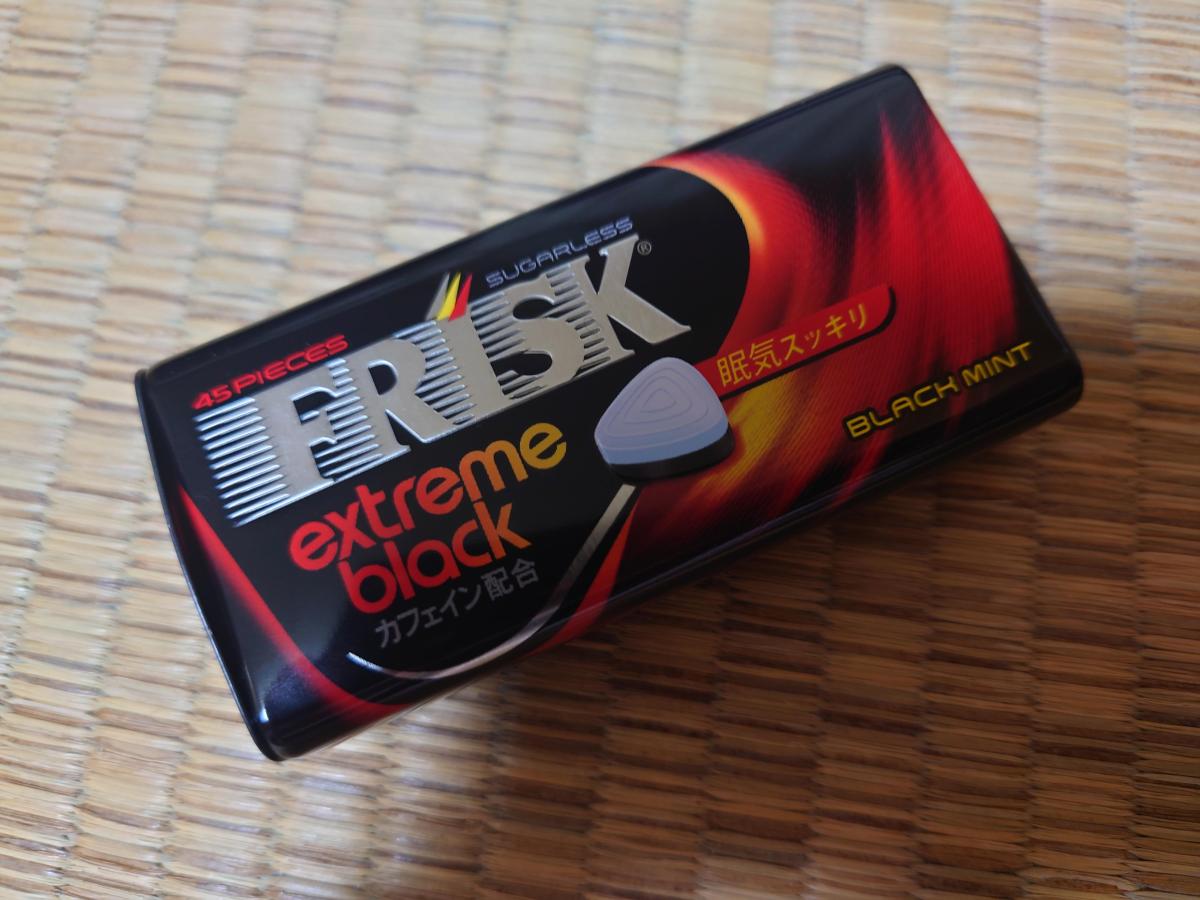 45 PIECES
SUGARLESS
FRISK®
extreme
black
カフェイン配合
眠気スッキリ
BLACK MINT